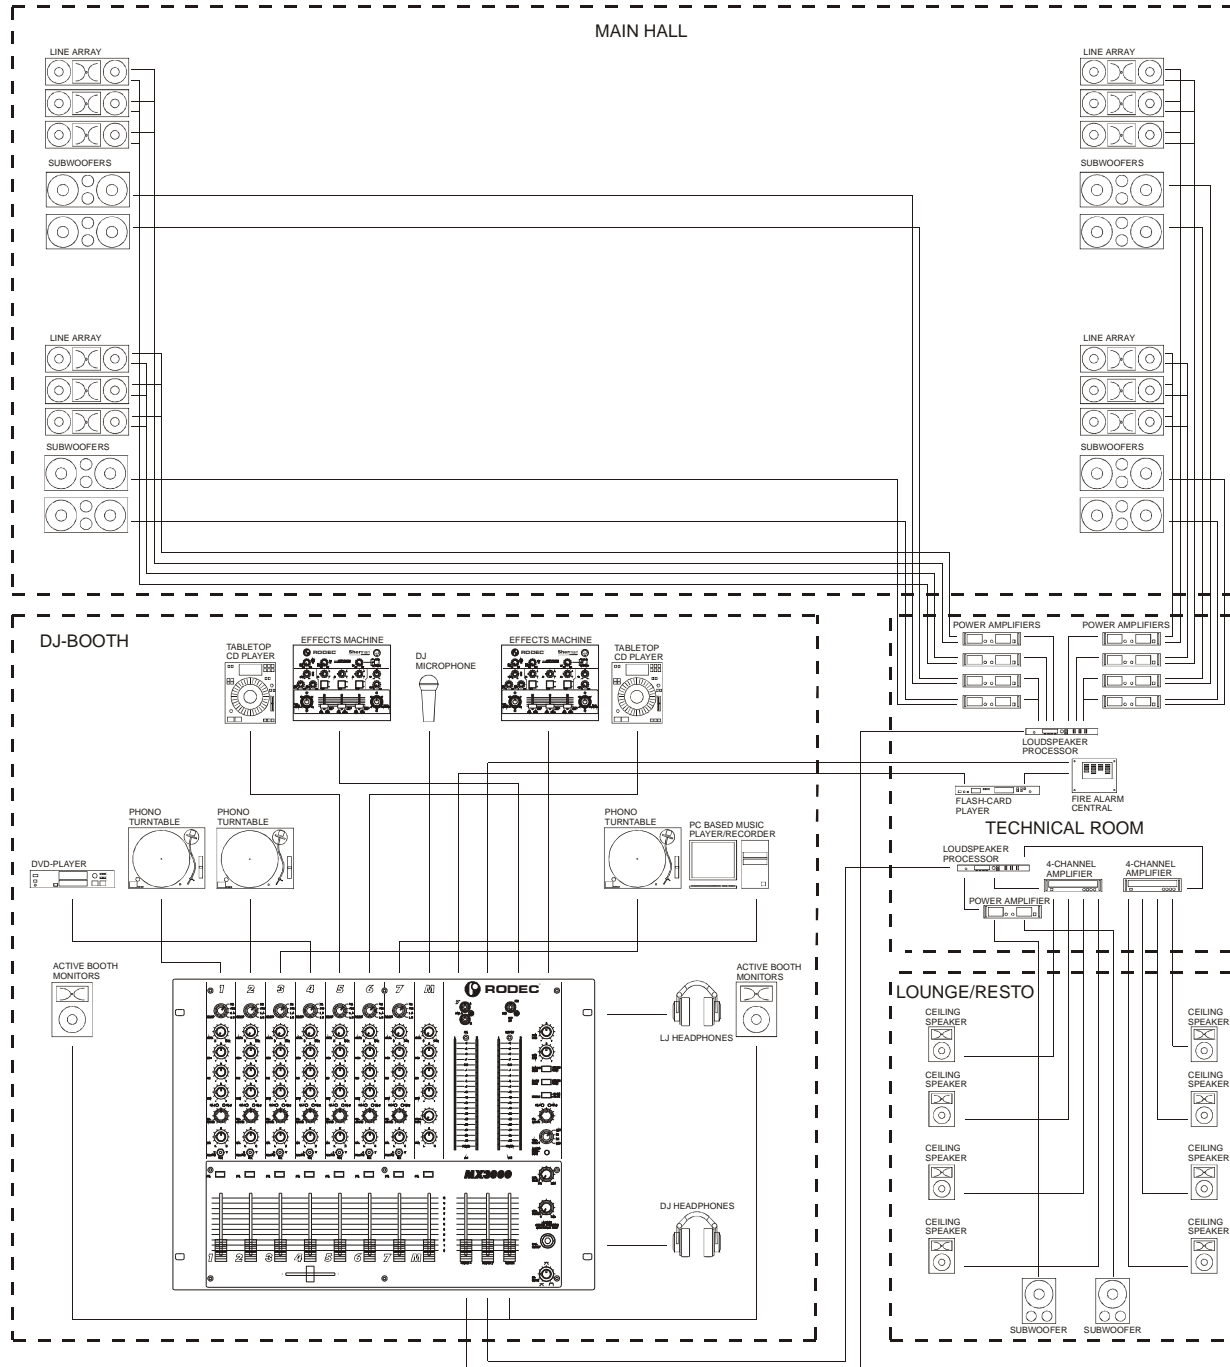 MAIN HALL
LINE ARRAY
LINE ARRAY
SUBWOOFERS
SUBWOOFERS
LINE ARRAY
LINE ARRAY
SUBWOOFERS
SUBWOOFERS
DJ-BOOTH
TABLETOP
CD PLAYER
EFFECTS MACHINE
RODEC
DJ
MICROPHONE
EFFECTS MACHINE
RODEC
TABLETOP
CD PLAYER
POWER AMPLIFIERS
POWER AMPLIFIERS
LOUDSPEAKER
PROCESSOR
FLASH-CARD
PLAYER
FIRE ALARM
CENTRAL
TECHNICAL ROOM
PHONO
TURNTABLE
PHONO
TURNTABLE
PHONO
TURNTABLE
PC BASED MUSIC
PLAYER/RECORDER
DVD-PLAYER
LOUDSPEAKER
PROCESSOR
4-CHANNEL
AMPLIFIER
4-CHANNEL
AMPLIFIER
POWER AMPLIFIER
ACTIVE BOOTH
MONITORS
1 2 3 4 5 6 7 M
RODEC
ACTIVE BOOTH
MONITORS
LJ HEADPHONES
MX3000
1 2 3 4 5 6 7 M
DJ HEADPHONES
LOUNGE/RESTO
CEILING
SPEAKER
CEILING
SPEAKER
CEILING
SPEAKER
CEILING
SPEAKER
CEILING
SPEAKER
CEILING
SPEAKER
CEILING
SPEAKER
CEILING
SPEAKER
SUBWOOFER
SUBWOOFER